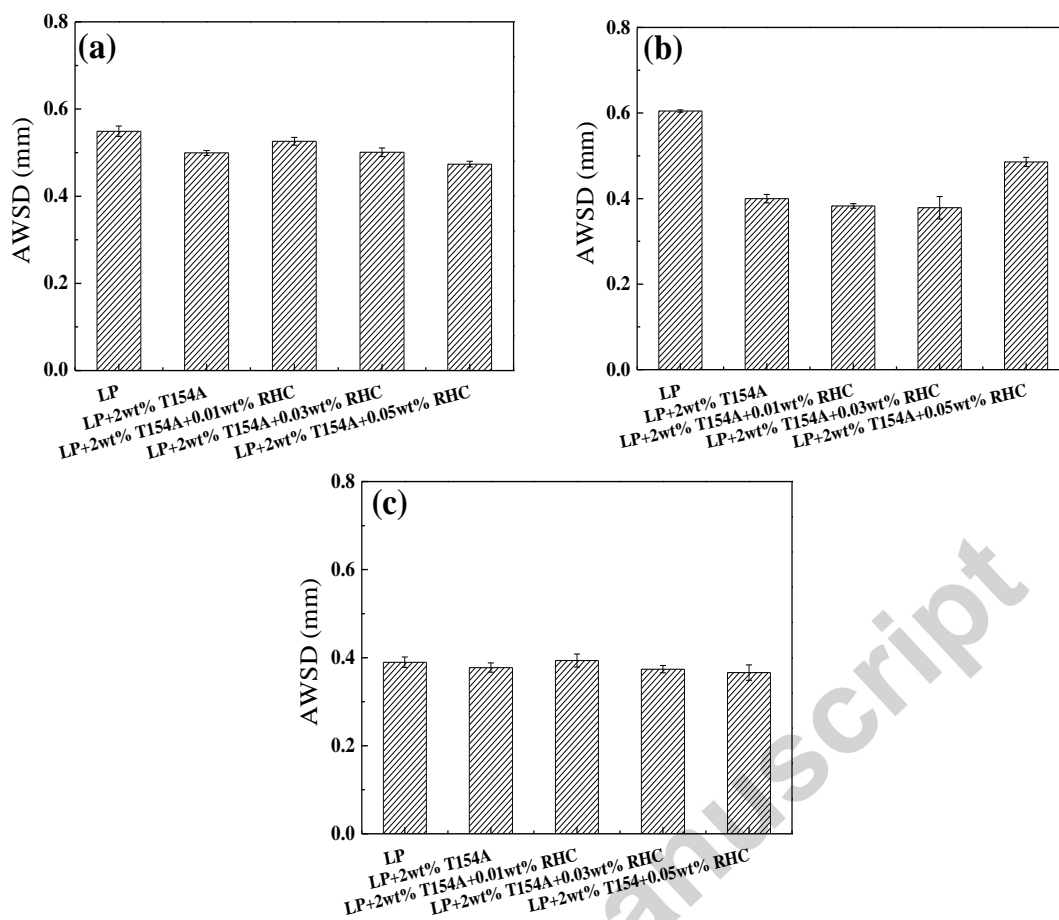 (a)
0.8
0.6
0.4
0.2
0.0
AWSD (mm)
LP
LP+2wt% T154A
LP+2wt% T154A+0.01wt% RHC
LP+2wt% T154A+0.03wt% RHC
LP+2wt% T154A+0.05wt% RHC
(b)
0.8
0.6
0.4
0.2
0.0
AWSD (mm)
LP
LP+2wt% T154A
LP+2wt% T154A+0.01wt% RHC
LP+2wt% T154A+0.03wt% RHC
LP+2wt% T154A+0.05wt% RHC
(c)
0.8
0.6
0.4
0.2
0.0
AWSD (mm)
LP
LP+2wt% T154A
LP+2wt% T154A+0.01wt% RHC
LP+2wt% T154A+0.03wt% RHC
LP+2wt% T154+0.05wt% RHC
anuscript